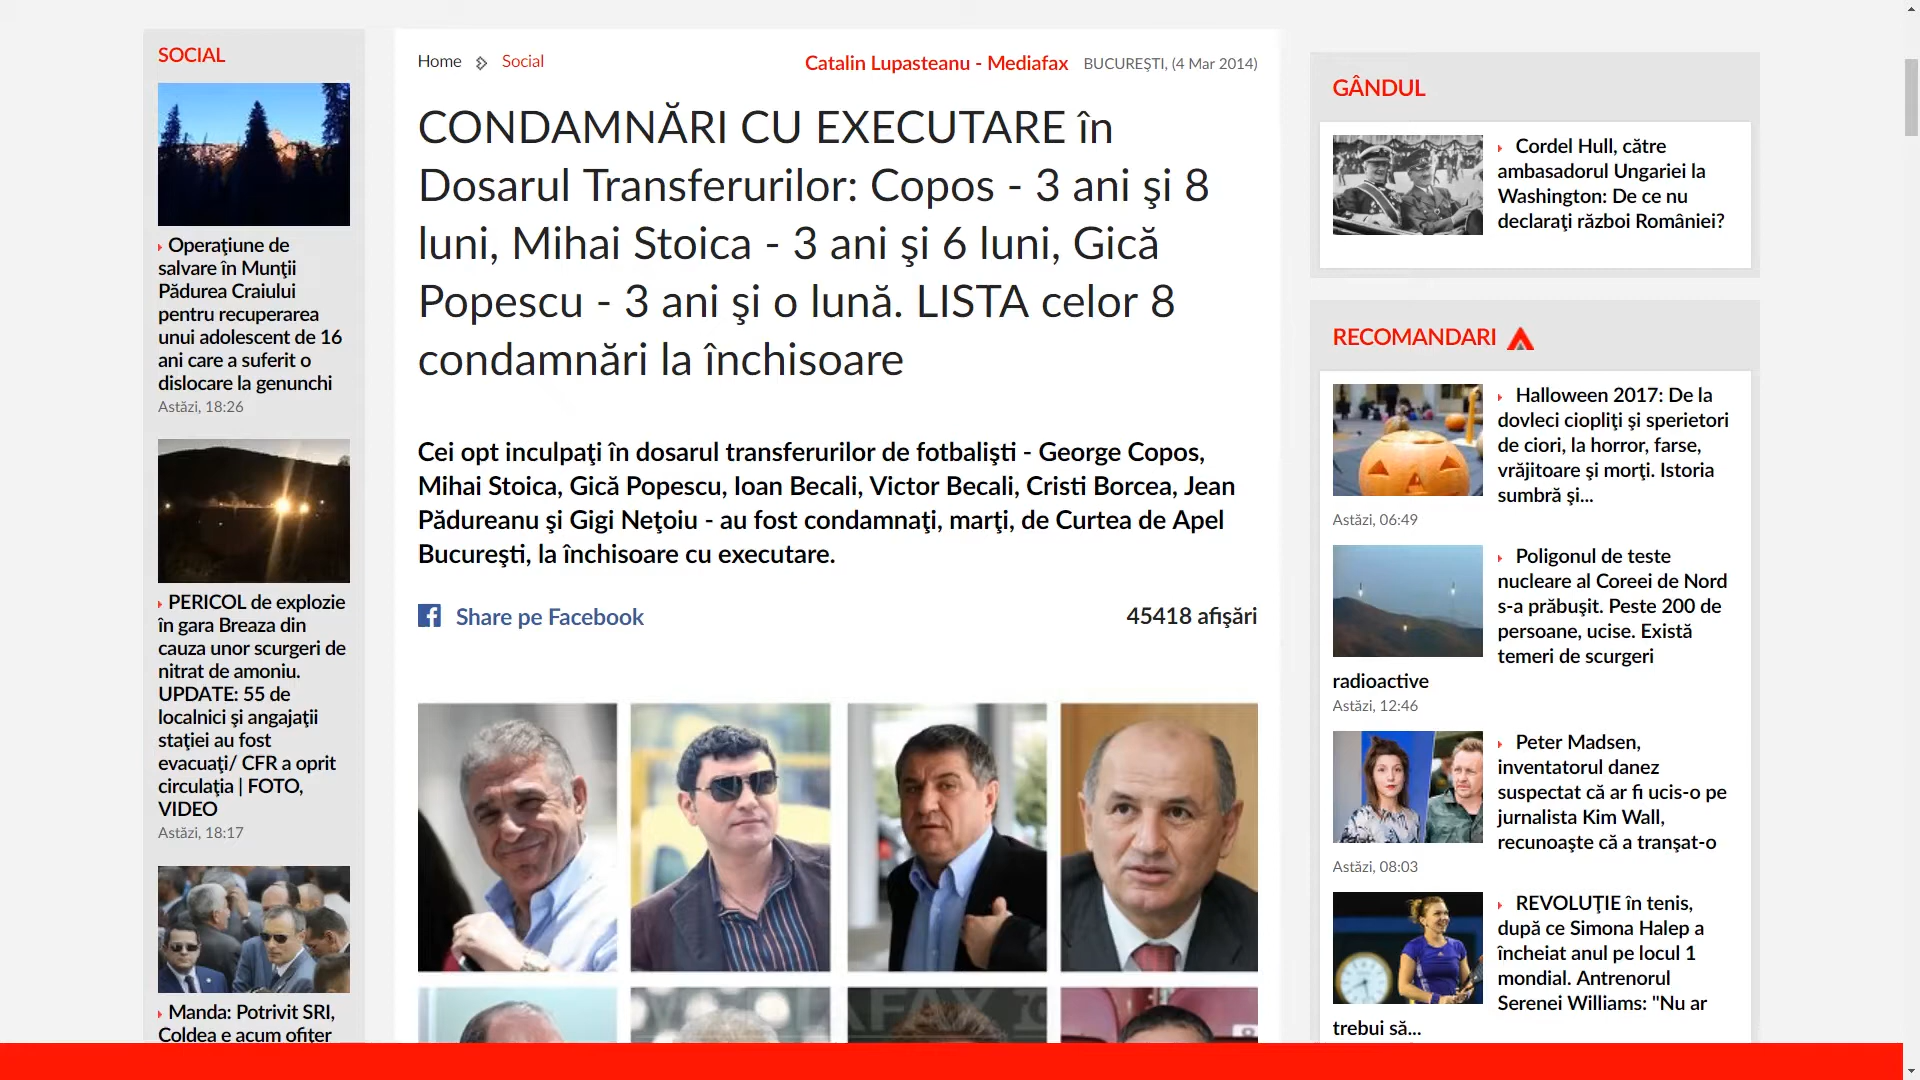 SOCIAL
Operaţiune de
salvare în Munţii
Pădurea Craiului
pentru recuperarea
unui adolescent de 16
ani care a suferit o
dislocare la genunchi
Astăzi, 18:26
PERICOL de explozie
în gara Breaza din
cauza unor scurgeri de
nitrat de amoniu.
UPDATE: 55 de
localnici şi angajaţii
staţiei au fost
evacuaţi/ CFR a oprit
circulaţia | FOTO,
VIDEO
Astăzi, 18:17
Manda: Potrivit SRI,
Coldea e acum ofiţer
Home Social
Catalin Lupasteanu - Mediafax BUCUREŞTI, (4 Mar 2014)
CONDAMNĂRI CU EXECUTARE în
Dosarul Transferurilor: Copos - 3 ani şi 8
luni, Mihai Stoica - 3 ani şi 6 luni, Gică
Popescu - 3 ani şi o lună. LISTA celor 8
condamnări la închisoare
Cei opt inculpaţi în dosarul transferurilor de fotbalişti - George Copos,
Mihai Stoica, Gică Popescu, Ioan Becali, Victor Becali, Cristi Borcea, Jean
Pădureanu şi Gigi Neţoiu - au fost condamnaţi, marţi, de Curtea de Apel
Bucureşti, la închisoare cu executare.
Share pe Facebook
45418 afişări
GÂNDUL
Cordel Hull, către
ambasadorul Ungariei la
Washington: De ce nu
declaraţi război României?
RECOMANDARI
Halloween 2017: De la
dovleci ciopliţi şi sperietori
de ciori, la horror, farse,
vrăjitoare şi morţi. Istoria
sumbră şi...
Astăzi, 06:49
Poligonul de teste
nucleare al Coreei de Nord
s-a prăbuşit. Peste 200 de
persoane, ucise. Există
temeri de scurgeri
radioactive
Astăzi, 12:46
Peter Madsen,
inventatorul danez
suspectat că ar fi ucis-o pe
jurnalista Kim Wall,
recunoaşte că a tranşat-o
Astăzi, 08:03
REVOLUŢIE în tenis,
după ce Simona Halep a
încheiat anul pe locul 1
mondial. Antrenorul
Serenei Williams: "Nu ar
trebui să...